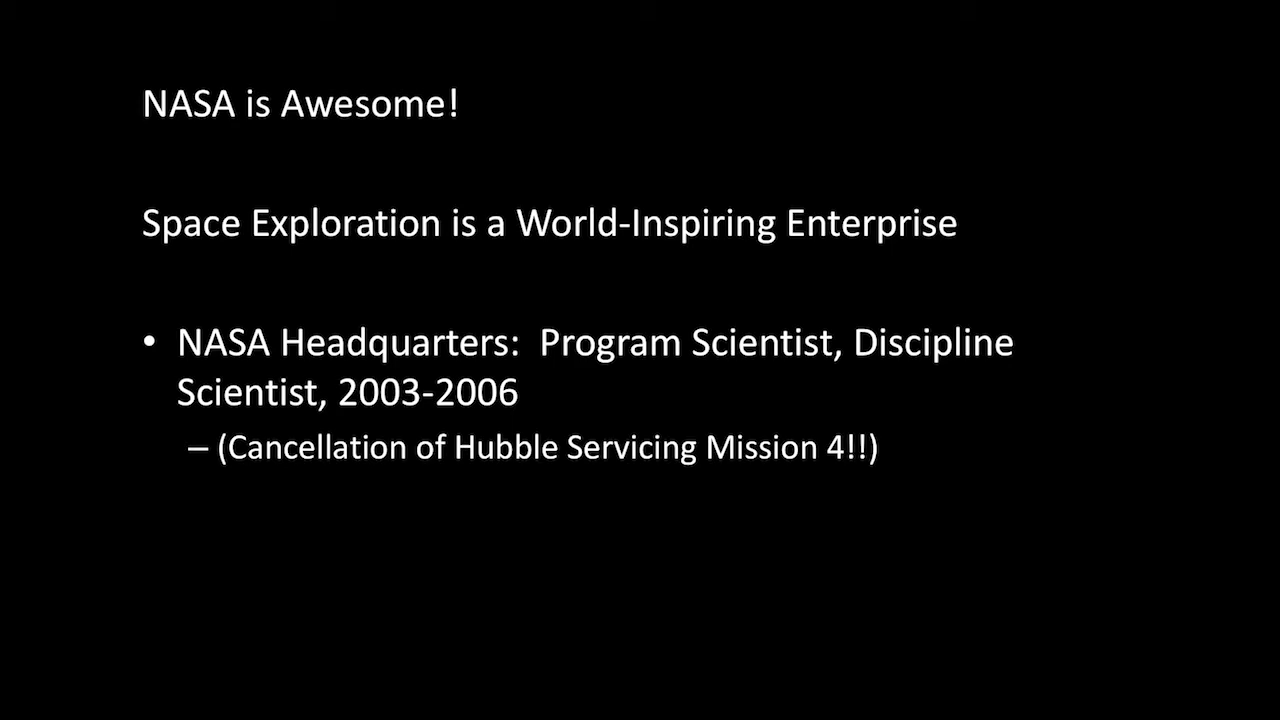 NASA is Awesome!
Space Exploration is a World-Inspiring Enterprise
• NASA Headquarters:  Program Scientist, Discipline
Scientist, 2003-2006
– (Cancellation of Hubble Servicing Mission 4!!)